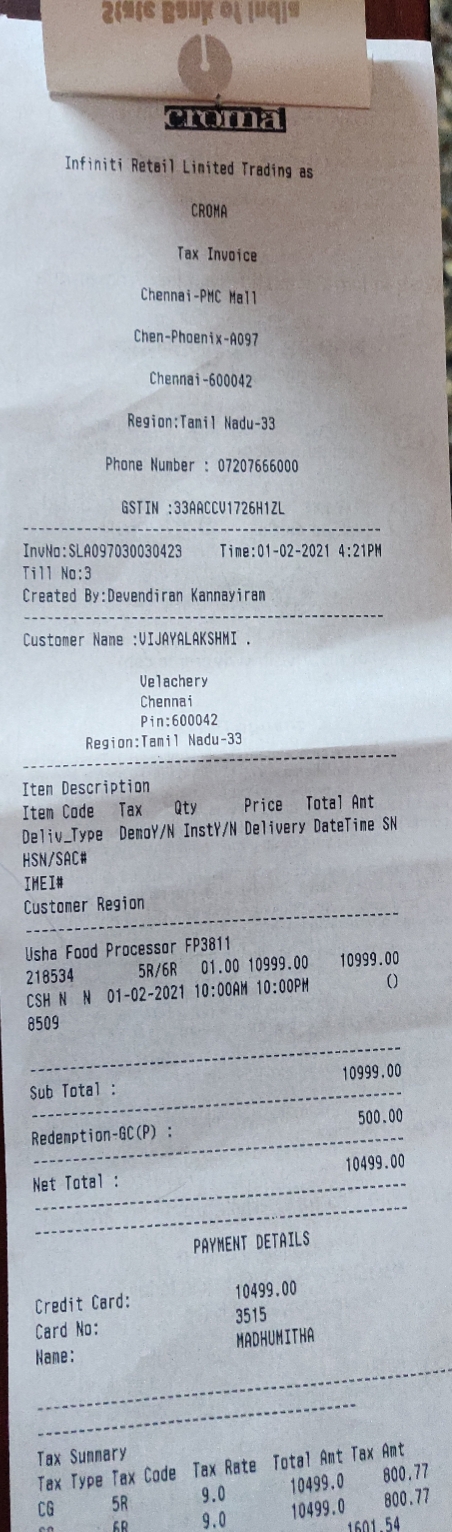 State Bank of India
croma
Infiniti Retail Limited Trading as
CROMA
Tax Invoice
Chennai-PMC Mall
Chen-Phoenix-A097
Chennai-600042
Region:Tamil Nadu-33
Phone Number : 07207666000
GSTIN :33AACCV1726H1ZL
InvNo:SLA097030030423 Time:01-02-2021 4:21PM
Till No:3
Created By:Devendiran Kannayiram
Customer Name :VIJAYALAKSHMI .
Velachery
Chennai
Pin:600042
Region:Tamil Nadu-33
Item Description
Item Code Tax Qty Price Total Amt
Deliv_Type DemoY/N InstY/N Delivery DateTime SN
HSN/SAC#
IMEI#
Customer Region
Usha Food Processor FP3811
218534 5R/6R 01.00 10999.00 10999.00
CSH N N 01-02-2021 10:00AM 10:00PM ()
8509
Sub Total : 10999.00
Redemption-GC(P) : 500.00
Net Total : 10499.00
PAYMENT DETAILS
Credit Card: 10499.00
Card No: 3515
Name: MADHUMITHA
Tax Summary
Tax Type Tax Code Tax Rate Total Amt Tax Amt
CG 5R 9.0 10499.0 800.77
6R 9.0 10499.0 800.77
1601.54